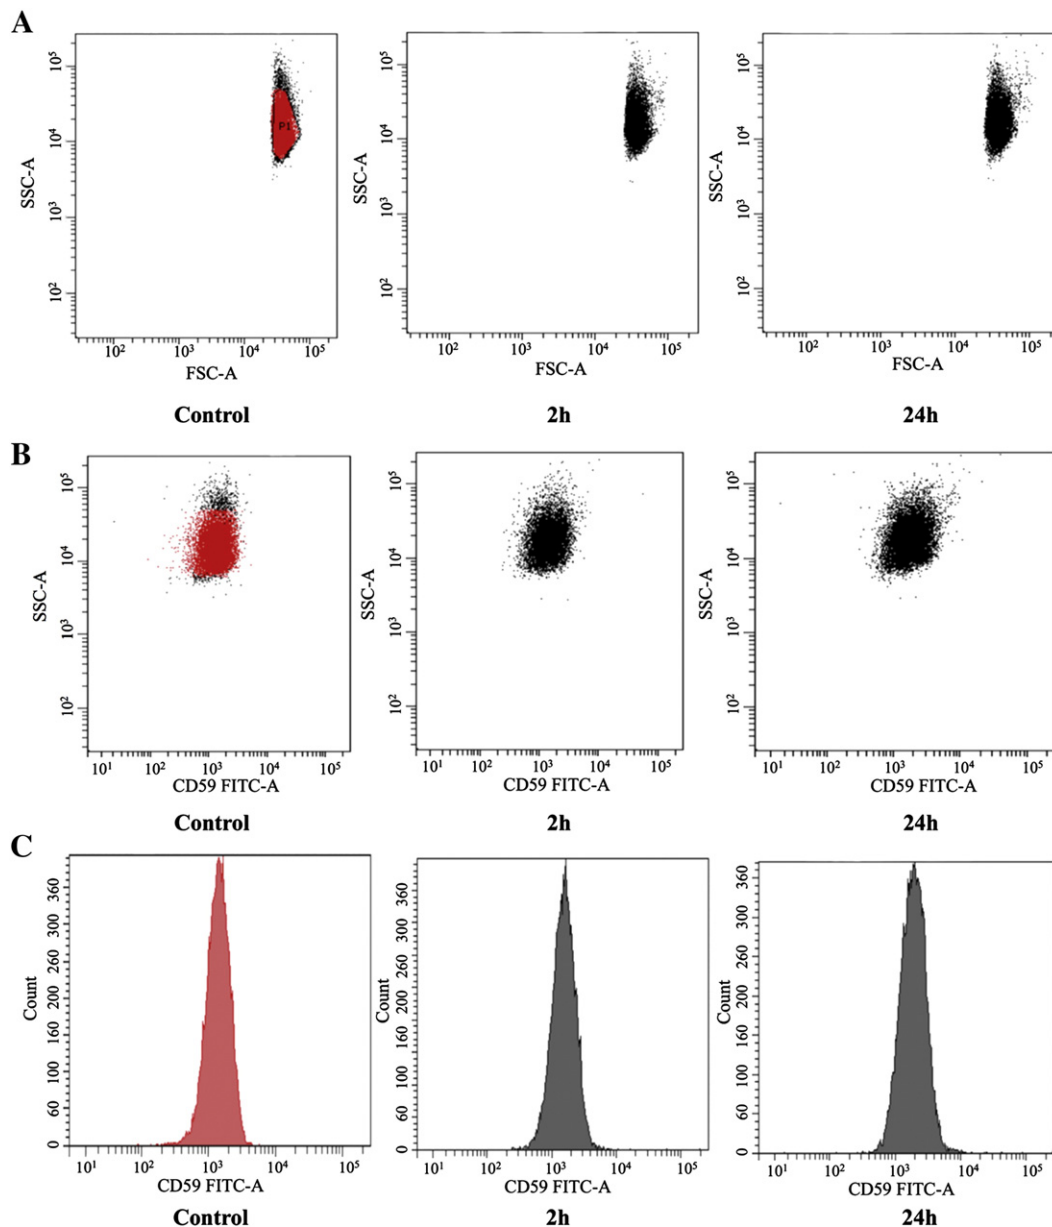 A
SSC-A
10⁵
10⁴
10³
10²
P1
10² 10³ 10⁴ 10⁵
FSC-A
Control
SSC-A
10⁵
10⁴
10³
10²
10² 10³ 10⁴ 10⁵
FSC-A
2h
SSC-A
10⁵
10⁴
10³
10²
10² 10³ 10⁴ 10⁵
FSC-A
24h
B
SSC-A
10⁵
10⁴
10³
10²
10¹ 10² 10³ 10⁴ 10⁵
CD59 FITC-A
Control
SSC-A
10⁵
10⁴
10³
10²
10¹ 10² 10³ 10⁴ 10⁵
CD59 FITC-A
2h
SSC-A
10⁵
10⁴
10³
10²
10¹ 10² 10³ 10⁴ 10⁵
CD59 FITC-A
24h
C
Count
360
300
260
200
160
100
60
0
10¹ 10² 10³ 10⁴ 10⁵
CD59 FITC-A
Control
Count
360
300
260
200
160
100
60
0
10¹ 10² 10³ 10⁴ 10⁵
CD59 FITC-A
2h
Count
360
300
260
200
160
100
60
0
10¹ 10² 10³ 10⁴ 10⁵
CD59 FITC-A
24h